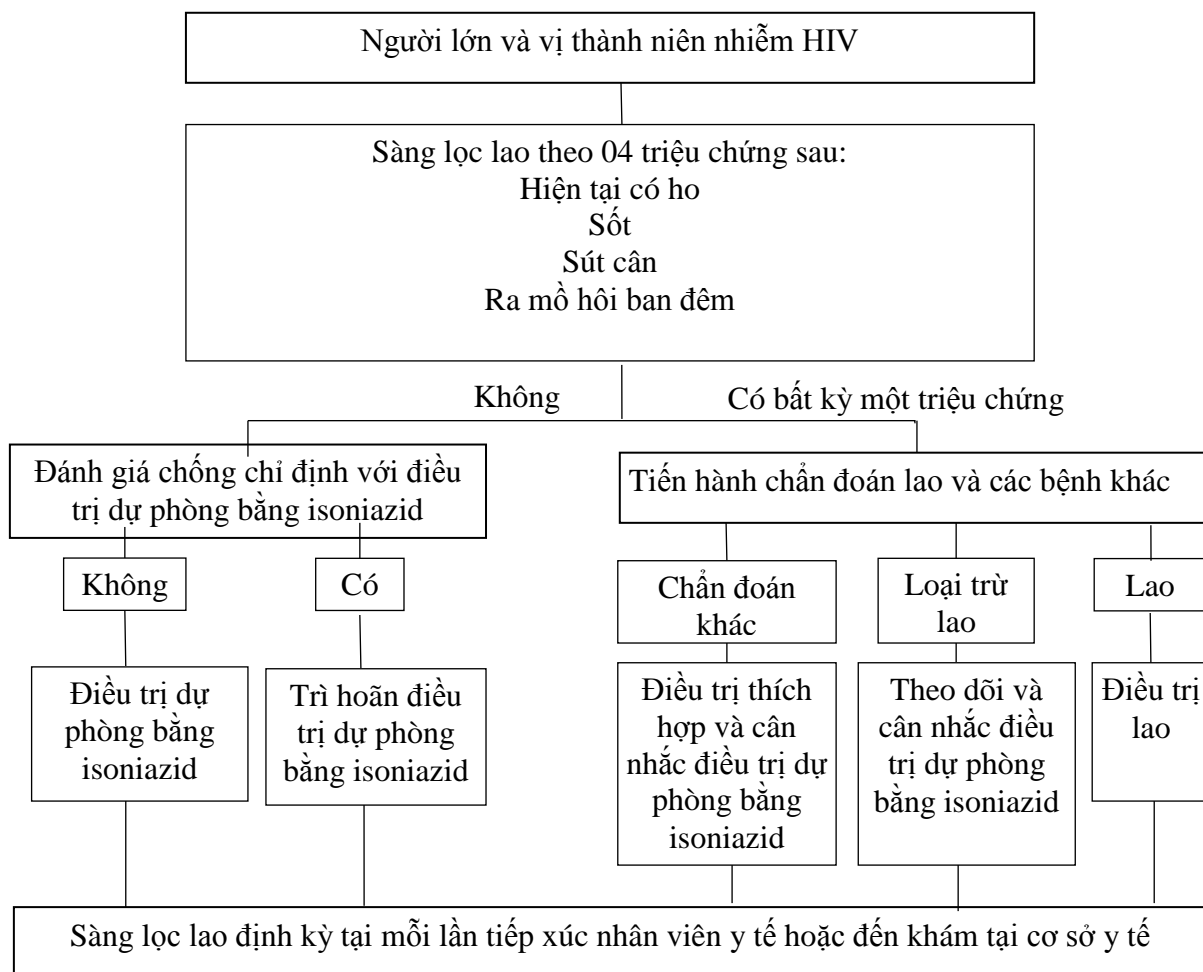 Người lớn và vị thành niên nhiễm HIV
Sàng lọc lao theo 04 triệu chứng sau:
Hiện tại có ho
Sốt
Sút cân
Ra mồ hôi ban đêm
Không
Có bất kỳ một triệu chứng
Đánh giá chống chỉ định với điều
trị dự phòng bằng isoniazid
Tiến hành chẩn đoán lao và các bệnh khác
Không
Có
Chẩn đoán
khác
Loại trừ
lao
Lao
Điều trị dự
phòng bằng
isoniazid
Trì hoãn điều
trị dự phòng
bằng isoniazid
Điều trị thích
hợp và cân
nhắc điều trị dự
phòng bằng
isoniazid
Theo dõi và
cân nhắc điều
trị dự phòng
bằng isoniazid
Điều trị
lao
Sàng lọc lao định kỳ tại mỗi lần tiếp xúc nhân viên y tế hoặc đến khám tại cơ sở y tế